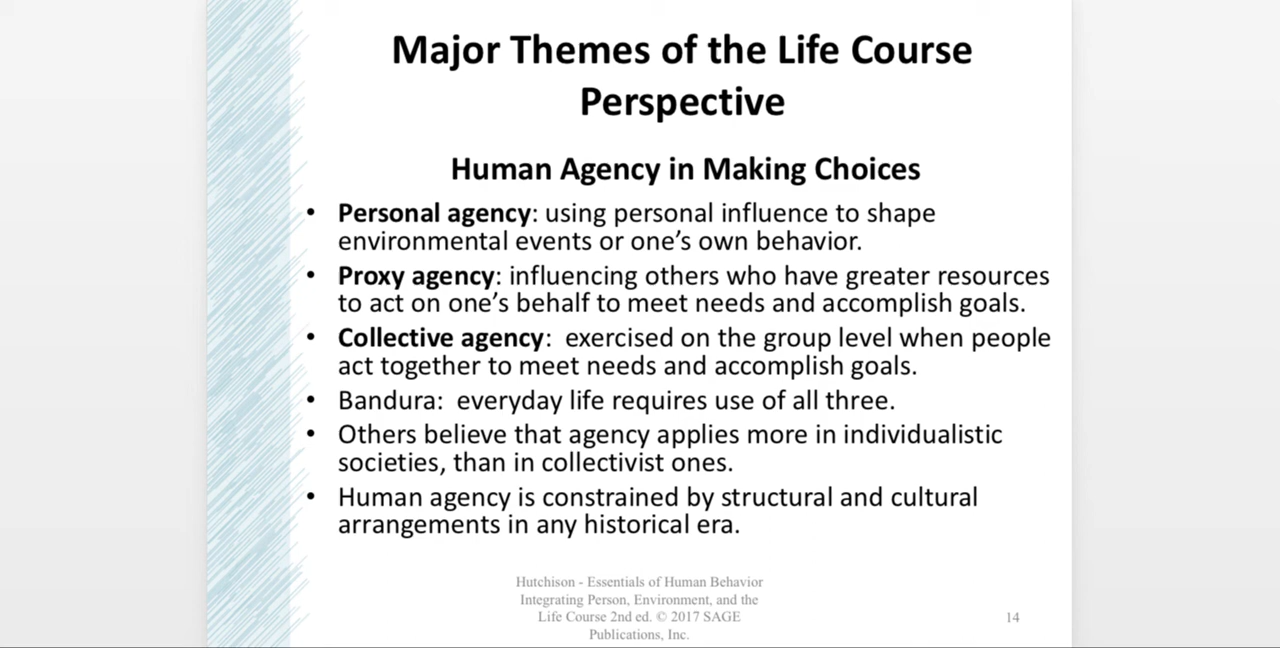 Major Themes of the Life Course
Perspective
Human Agency in Making Choices
• Personal agency: using personal influence to shape
environmental events or one’s own behavior.
• Proxy agency: influencing others who have greater resources
to act on one’s behalf to meet needs and accomplish goals.
• Collective agency:  exercised on the group level when people
act together to meet needs and accomplish goals.
• Bandura:  everyday life requires use of all three.
• Others believe that agency applies more in individualistic
societies, than in collectivist ones.
• Human agency is constrained by structural and cultural
arrangements in any historical era.
Hutchison - Essentials of Human Behavior
Integrating Person, Environment, and the
Life Course 2nd ed. © 2017 SAGE
Publications, Inc.
14